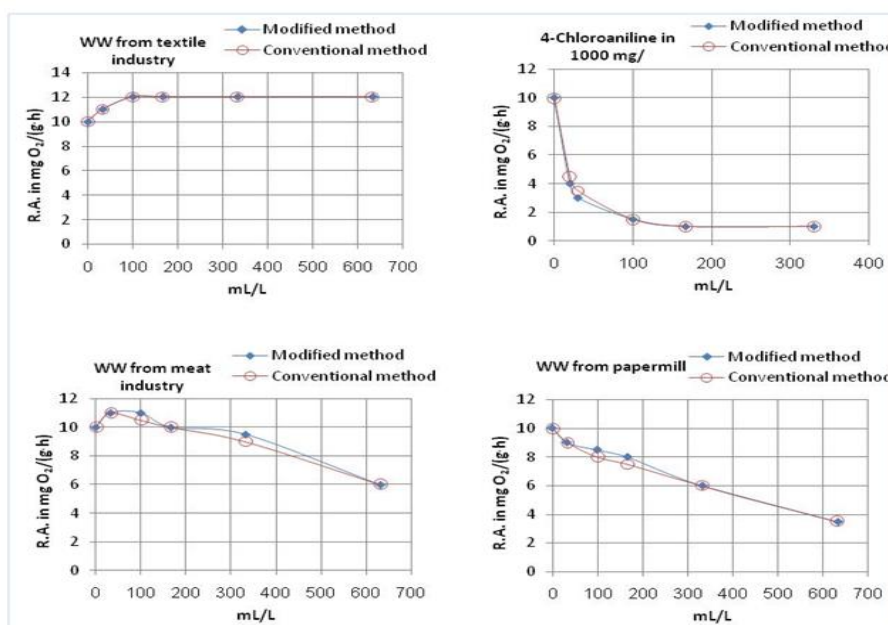 WW from textile
industry
Modified method
Conventional method
R.A. in mg O₂/(g·h)
14
12
10
8
6
4
2
0
0 100 200 300 400 500 600 700
mL/L
4-Chloroaniline in
1000 mg/
Modified method
Conventional method
R.A. in mg O₂/(g·h)
12
10
8
6
4
2
0
0 100 200 300 400
mL/L
WW from meat
industry
Modified method
Conventional method
R.A. in mg O₂/(g·h)
12
10
8
6
4
2
0
0 100 200 300 400 500 600 700
mL/L
WW from papermill
Modified method
Conventional method
R.A. in mg O₂/(g·h)
12
10
8
6
4
2
0
0 100 200 300 400 500 600 700
mL/L